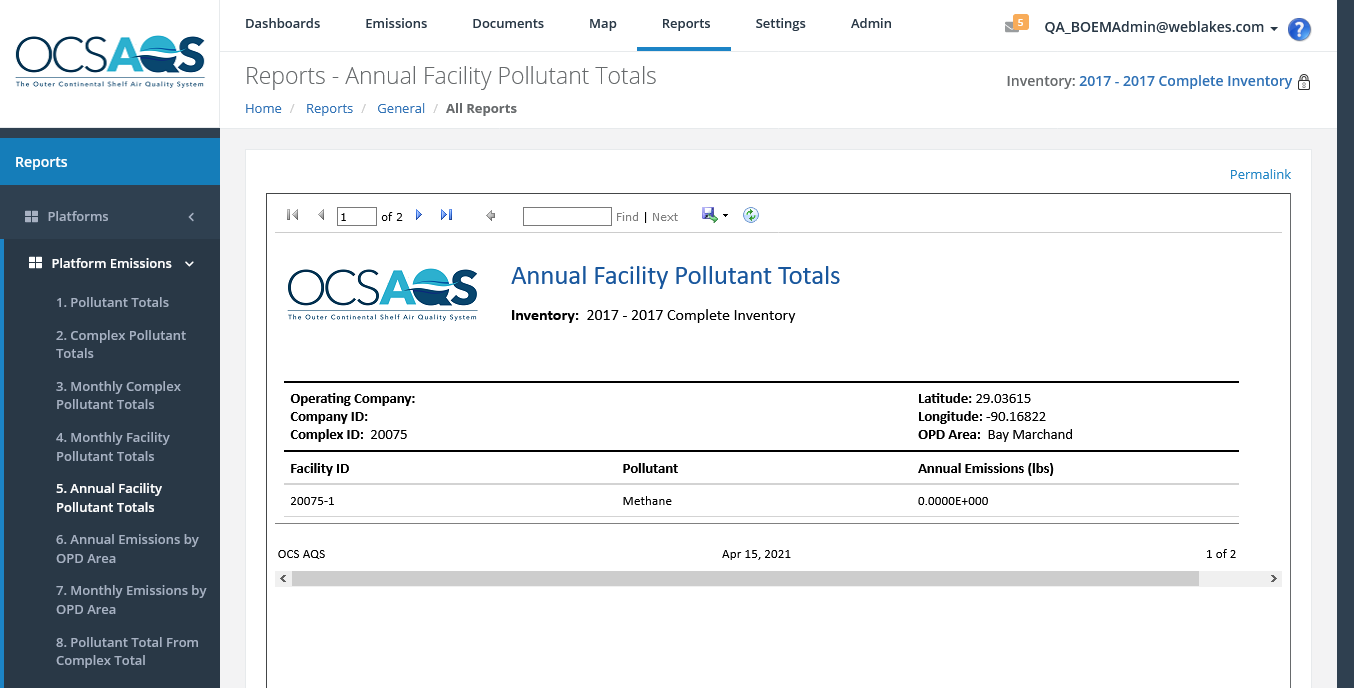 OCSAQS
The Outer Continental Shelf Air Quality System
Dashboards Emissions Documents Map Reports Settings Admin
5 QA_BOEMAdmin@weblakes.com ?
Reports - Annual Facility Pollutant Totals
Inventory: 2017 - 2017 Complete Inventory
Home / Reports / General / All Reports
Reports
Platforms
Platform Emissions
1. Pollutant Totals
2. Complex Pollutant
Totals
3. Monthly Complex
Pollutant Totals
4. Monthly Facility
Pollutant Totals
5. Annual Facility
Pollutant Totals
6. Annual Emissions by
OPD Area
7. Monthly Emissions by
OPD Area
8. Pollutant Total From
Complex Total
Permalink
1 of 2 Find | Next
OCSAQS
The Outer Continental Shelf Air Quality System
Annual Facility Pollutant Totals
Inventory: 2017 - 2017 Complete Inventory
Operating Company:
Company ID:
Complex ID: 20075
Latitude: 29.03615
Longitude: -90.16822
OPD Area: Bay Marchand
Facility ID Pollutant Annual Emissions (lbs)
20075-1 Methane 0.0000E+000
OCS AQS Apr 15, 2021 1 of 2